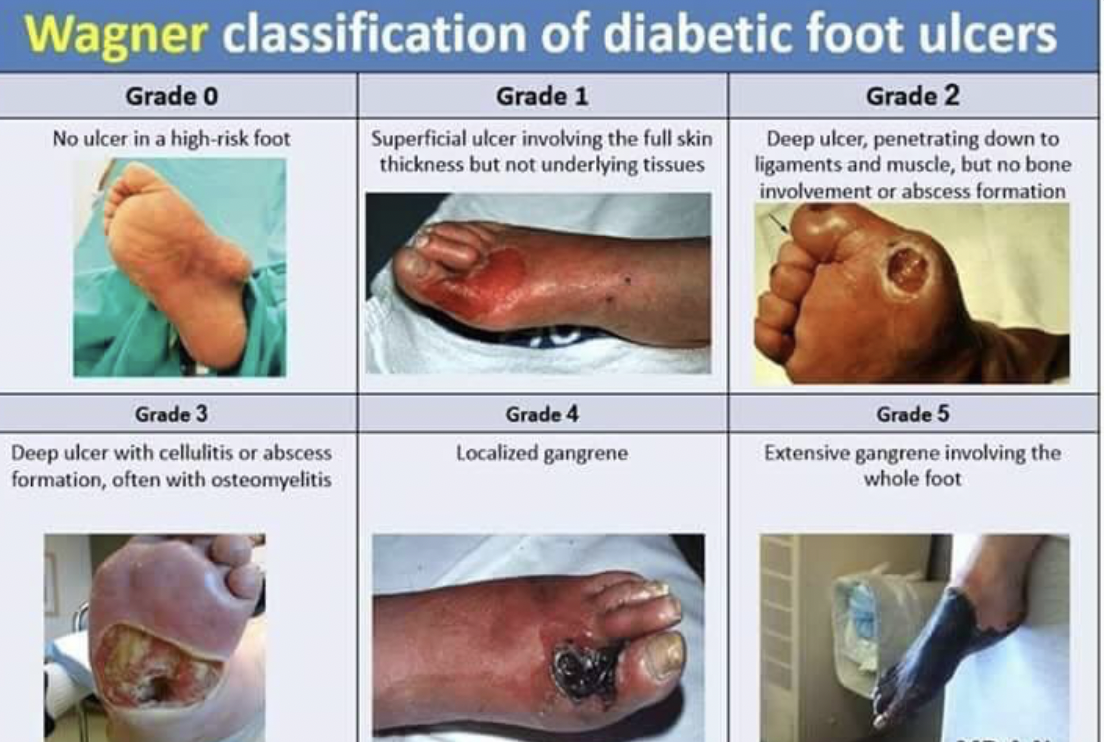 Wagner classification of diabetic foot ulcers
Grade 0
Grade 1
Grade 2
No ulcer in a high-risk foot
Superficial ulcer involving the full skin
thickness but not underlying tissues
Deep ulcer, penetrating down to
ligaments and muscle, but no bone
involvement or abscess formation
Grade 3
Grade 4
Grade 5
Deep ulcer with cellulitis or abscess
formation, often with osteomyelitis
Localized gangrene
Extensive gangrene involving the
whole foot